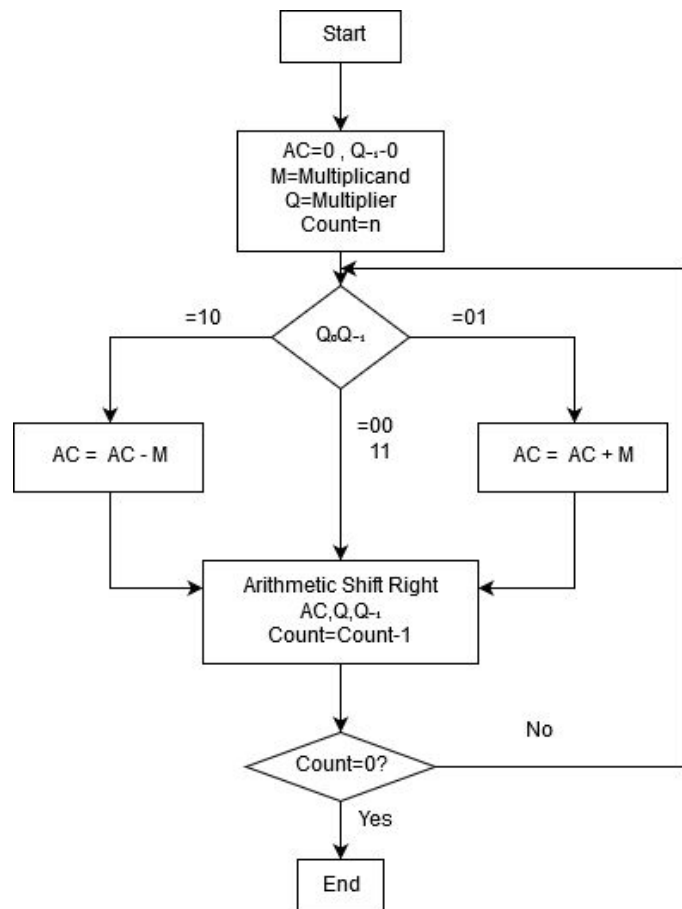 Start
AC=0 , Q₋₁-0
M=Multiplicand
Q=Multiplier
Count=n
=10
Q₀Q₋₁
=01
AC = AC - M
=00
11
AC = AC + M
Arithmetic Shift Right
AC,Q,Q₋₁
Count=Count-1
No
Count=0?
Yes
End